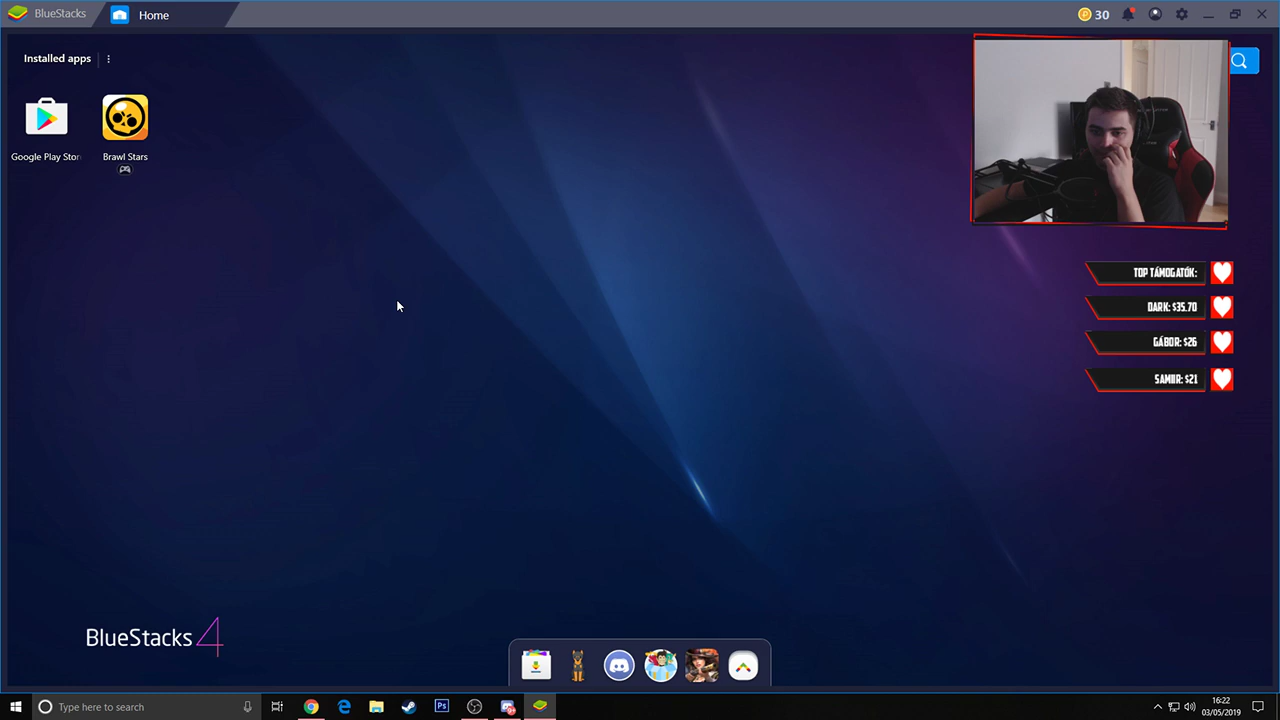 BlueStacks
Home
30
Installed apps
Google Play Stor
Brawl Stars
TOP TÁMOGATÓK:
DARK: $35.70
GÁBOR: $26
SAMIIR: $21
BlueStacks 4
Ps
Type here to search
16:22
03/05/2019